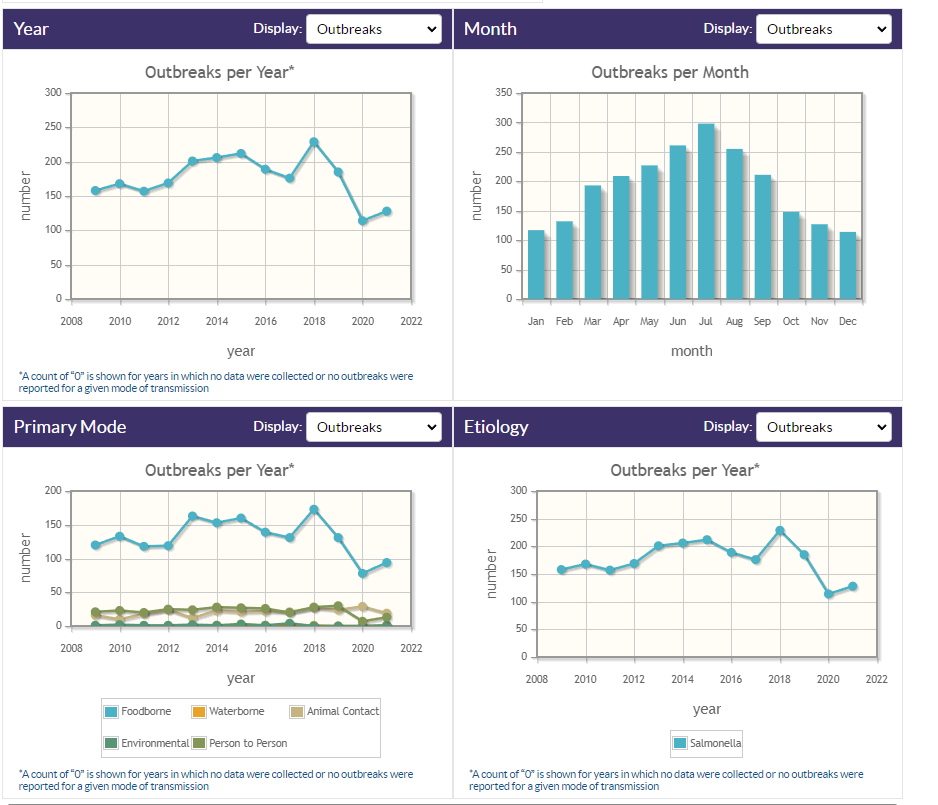 Year Display: Outbreaks
Outbreaks per Year*
300
250
200
150
100
50
0
number
2008 2010 2012 2014 2016 2018 2020 2022
year
*A count of “0” is shown for years in which no data were collected or no outbreaks were
reported for a given mode of transmission
Month Display: Outbreaks
Outbreaks per Month
350
300
250
200
150
100
50
0
number
Jan Feb Mar Apr May Jun Jul Aug Sep Oct Nov Dec
month
Primary Mode Display: Outbreaks
Outbreaks per Year*
200
150
100
50
0
number
2008 2010 2012 2014 2016 2018 2020 2022
year
Foodborne Waterborne Animal Contact
Environmental Person to Person
*A count of “0” is shown for years in which no data were collected or no outbreaks were
reported for a given mode of transmission
Etiology Display: Outbreaks
Outbreaks per Year*
300
250
200
150
100
50
0
number
2008 2010 2012 2014 2016 2018 2020 2022
year
Salmonella
*A count of “0” is shown for years in which no data were collected or no outbreaks were
reported for a given mode of transmission